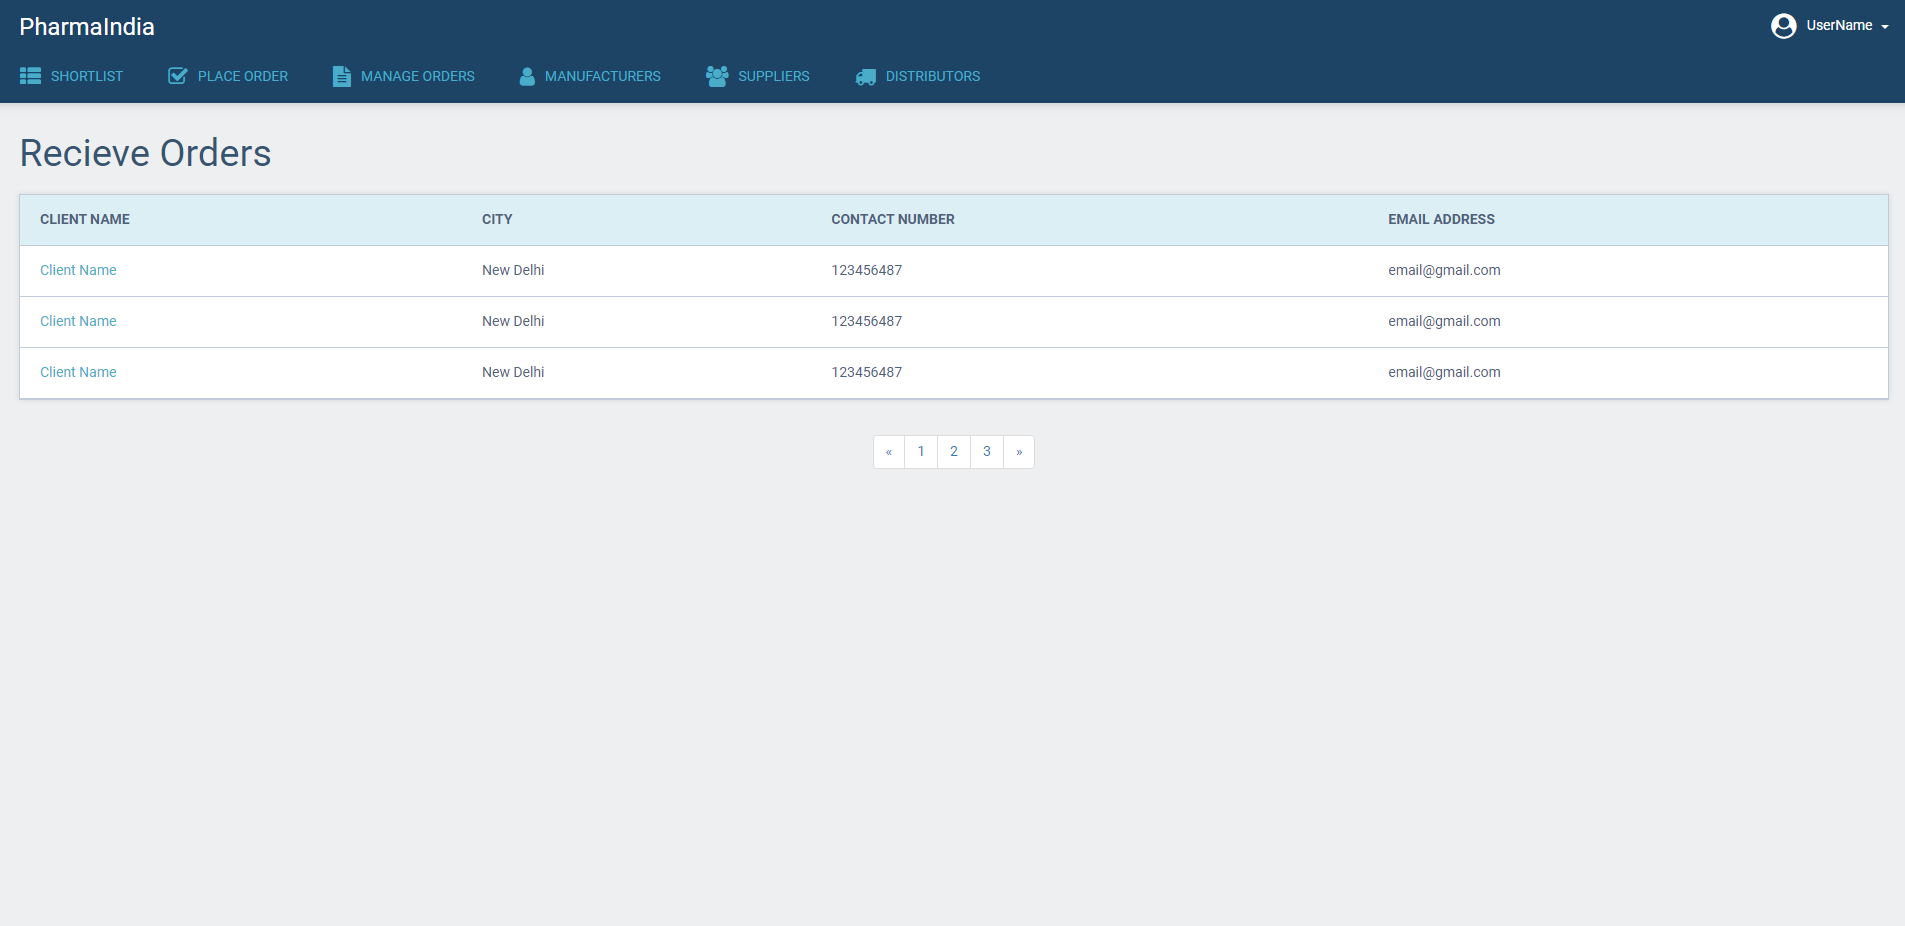 PharmaIndia
UserName
SHORTLIST PLACE ORDER MANAGE ORDERS MANUFACTURERS SUPPLIERS DISTRIBUTORS
Recieve Orders
CLIENT NAME CITY CONTACT NUMBER EMAIL ADDRESS
Client Name New Delhi 123456487 email@gmail.com
Client Name New Delhi 123456487 email@gmail.com
Client Name New Delhi 123456487 email@gmail.com
« 1 2 3 »